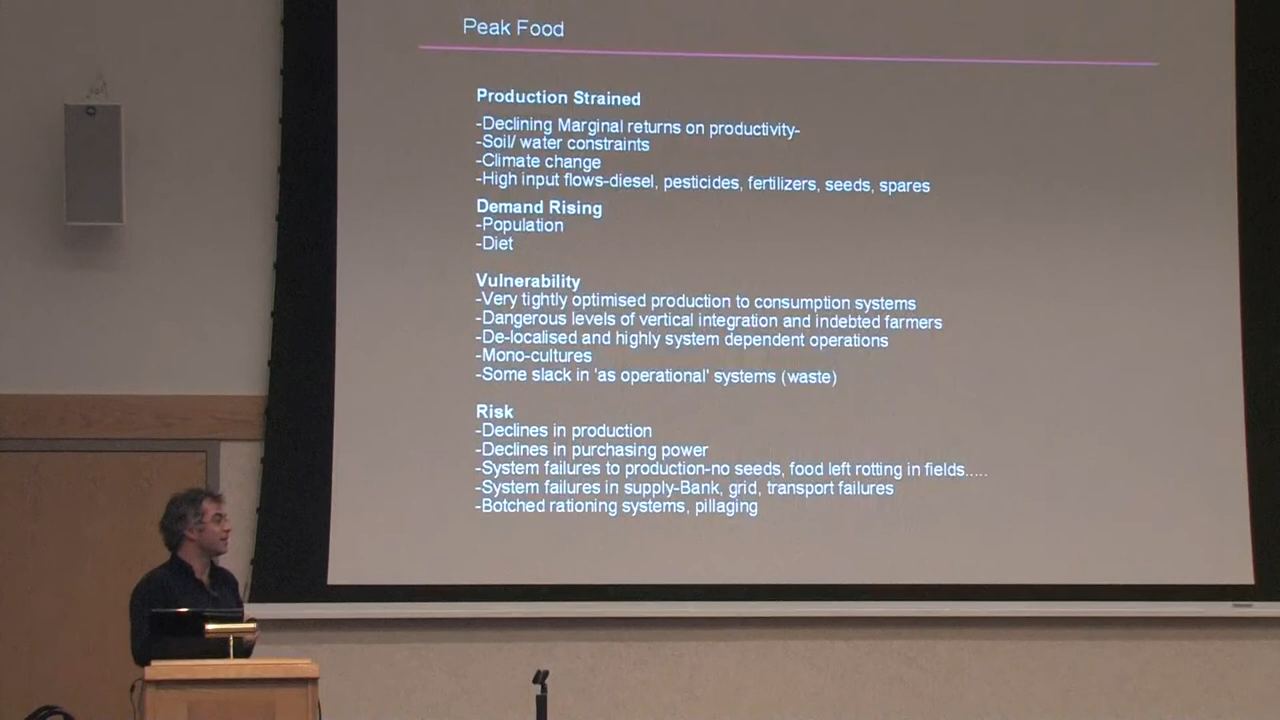 Peak Food
Production Strained
-Declining Marginal returns on productivity-
-Soil/ water constraints
-Climate change
-High input flows-diesel, pesticides, fertilizers, seeds, spares
Demand Rising
-Population
-Diet
Vulnerability
-Very tightly optimised production to consumption systems
-Dangerous levels of vertical integration and indebted farmers
-De-localised and highly system dependent operations
-Mono-cultures
-Some slack in 'as operational' systems (waste)
Risk
-Declines in production
-Declines in purchasing power
-System failures to production-no seeds, food left rotting in fields.....
-System failures in supply-Bank, grid, transport failures
-Botched rationing systems, pillaging